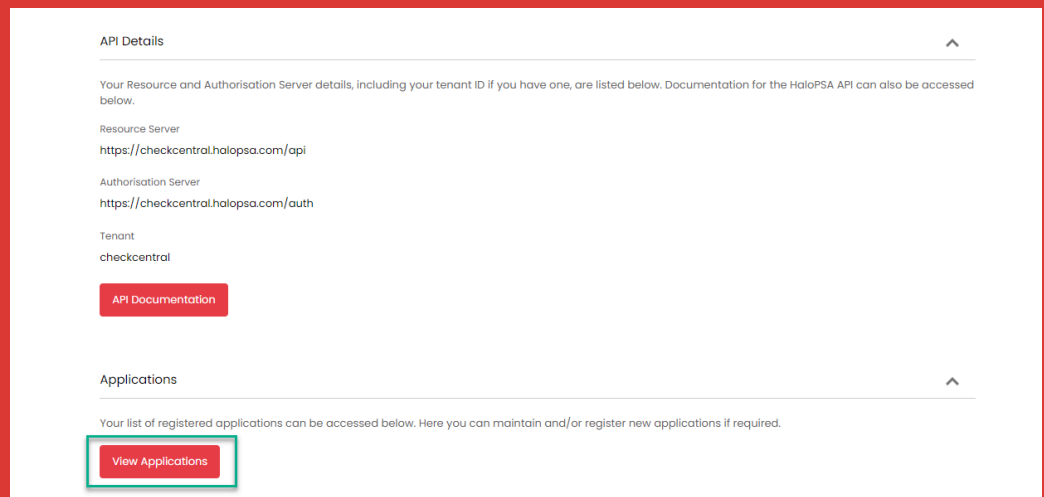 API Details
Your Resource and Authorisation Server details, including your tenant ID if you have one, are listed below. Documentation for the HaloPSA API can also be accessed
below.
Resource Server
https://checkcentral.halopsa.com/api
Authorisation Server
https://checkcentral.halopsa.com/auth
Tenant
checkcentral
API Documentation
Applications
Your list of registered applications can be accessed below. Here you can maintain and/or register new applications if required.
View Applications